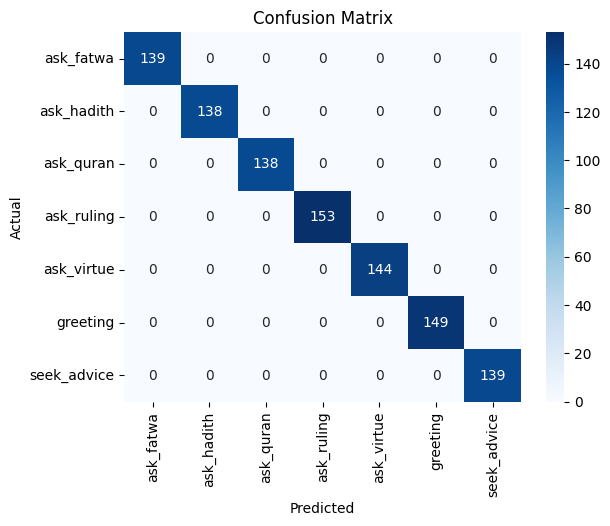 Confusion Matrix
ask_fatwa 139 0 0 0 0 0 0
ask_hadith 0 138 0 0 0 0 0
ask_quran 0 0 138 0 0 0 0
ask_ruling 0 0 0 153 0 0 0
ask_virtue 0 0 0 0 144 0 0
greeting 0 0 0 0 0 149 0
seek_advice 0 0 0 0 0 0 139
Actual
ask_fatwa ask_hadith ask_quran ask_ruling ask_virtue greeting seek_advice
Predicted
140
120
100
80
60
40
20
0